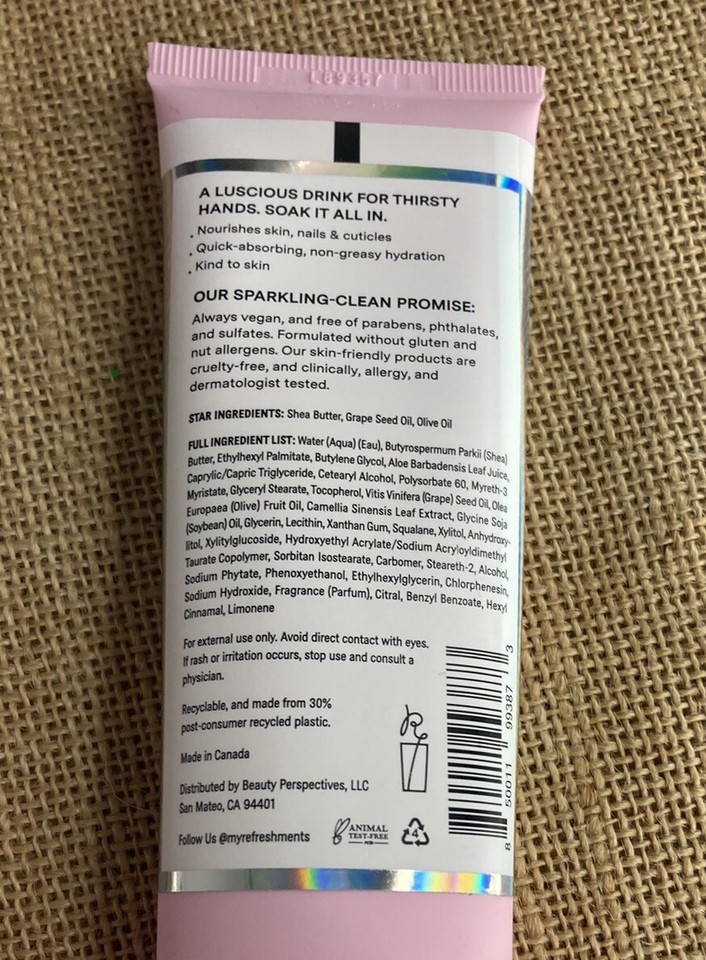 L89387
A LUSCIOUS DRINK FOR THIRSTY
HANDS. SOAK IT ALL IN.
• Nourishes skin, nails & cuticles
• Quick-absorbing, non-greasy hydration
• Kind to skin
OUR SPARKLING-CLEAN PROMISE:
Always vegan, and free of parabens, phthalates,
and sulfates. Formulated without gluten and
nut allergens. Our skin-friendly products are
cruelty-free, and clinically, allergy, and
dermatologist tested.
STAR INGREDIENTS: Shea Butter, Grape Seed Oil, Olive Oil
FULL INGREDIENT LIST: Water (Aqua) (Eau), Butyrospermum Parkii (Shea)
Butter, Ethylhexyl Palmitate, Butylene Glycol, Aloe Barbadensis Leaf Juice,
Caprylic/Capric Triglyceride, Cetearyl Alcohol, Polysorbate 60, Myreth-3
Myristate, Glyceryl Stearate, Tocopherol, Vitis Vinifera (Grape) Seed Oil, Olea
Europaea (Olive) Fruit Oil, Camellia Sinensis Leaf Extract, Glycine Soja
(Soybean) Oil, Glycerin, Lecithin, Xanthan Gum, Squalane, Xylitol, Anhydroxy-
litol, Xylitylglucoside, Hydroxyethyl Acrylate/Sodium Acryloyldimethyl
Taurate Copolymer, Sorbitan Isostearate, Carbomer, Steareth-2, Alcohol,
Sodium Phytate, Phenoxyethanol, Ethylhexylglycerin, Chlorphenesin,
Sodium Hydroxide, Fragrance (Parfum), Citral, Benzyl Benzoate, Hexyl
Cinnamal, Limonene
For external use only. Avoid direct contact with eyes.
If rash or irritation occurs, stop use and consult a
physician.
Recyclable, and made from 30%
post-consumer recycled plastic.
Made in Canada
Distributed by Beauty Perspectives, LLC
San Mateo, CA 94401
Follow Us @myrefreshments
R
ANIMAL
TEST-FREE
4
8 50011 99387 3